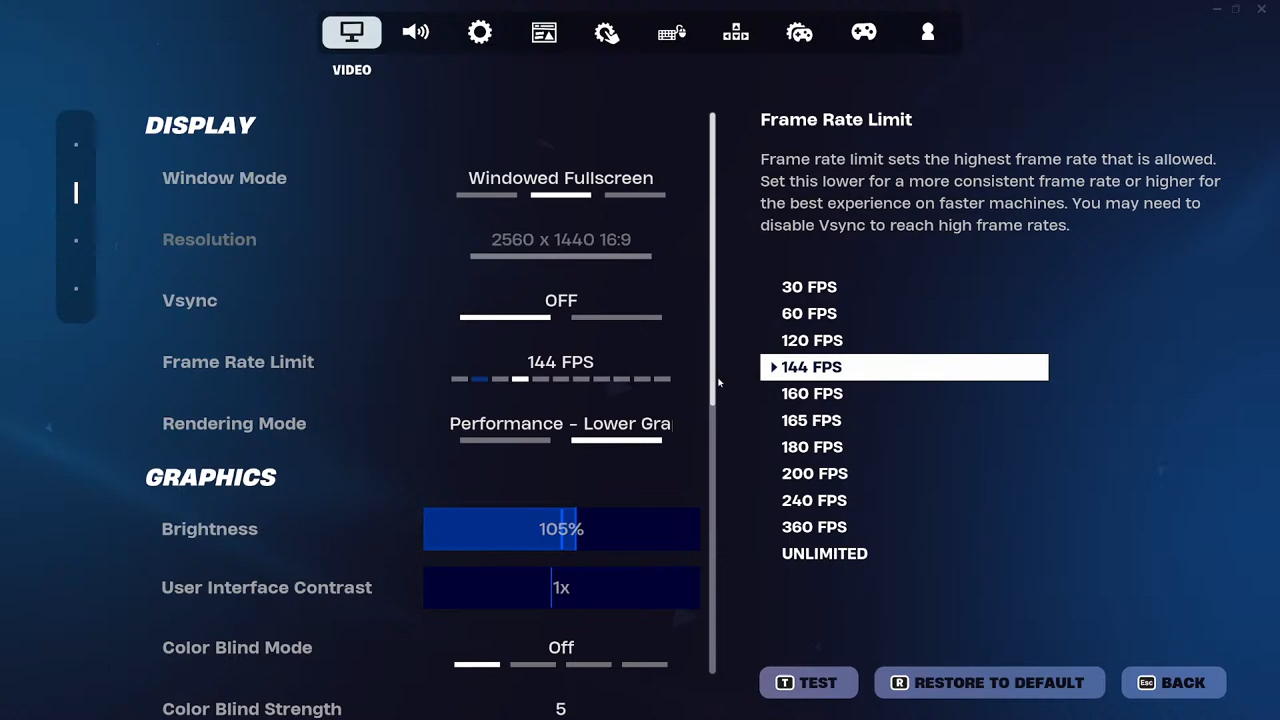 VIDEO
DISPLAY
Window Mode
Windowed Fullscreen
Resolution
2560 x 1440 16:9
Vsync
OFF
Frame Rate Limit
144 FPS
Rendering Mode
Performance - Lower Gra
GRAPHICS
Brightness
105%
User Interface Contrast
1x
Color Blind Mode
Off
Color Blind Strength
5
Frame Rate Limit
Frame rate limit sets the highest frame rate that is allowed.
Set this lower for a more consistent frame rate or higher for
the best experience on faster machines. You may need to
disable Vsync to reach high frame rates.
30 FPS
60 FPS
120 FPS
144 FPS
160 FPS
165 FPS
180 FPS
200 FPS
240 FPS
360 FPS
UNLIMITED
T TEST
R RESTORE TO DEFAULT
Esc BACK